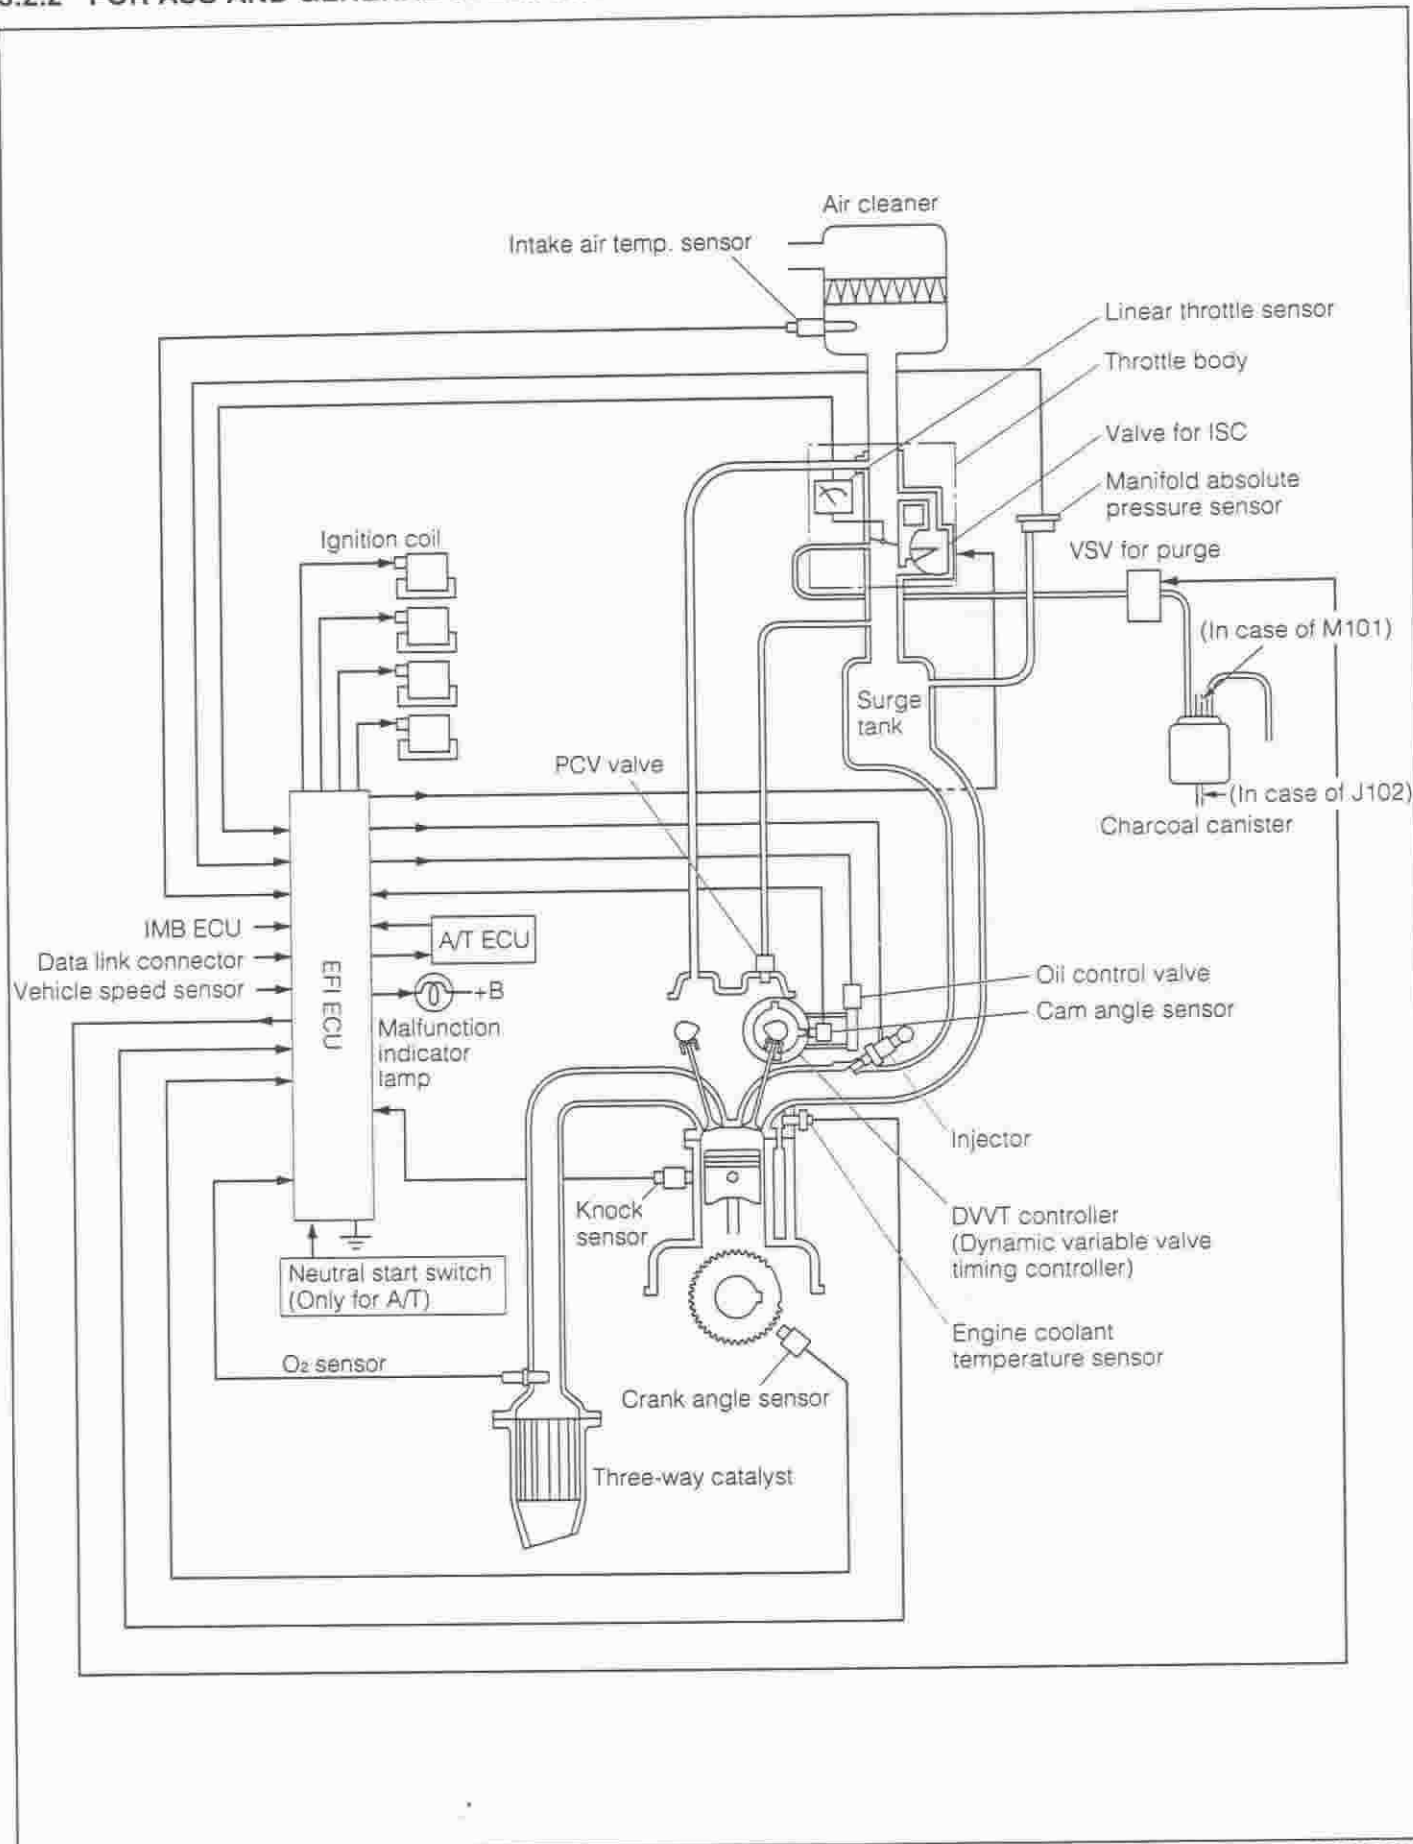 FOR AUS AND GENERAL
Air cleaner
Intake air temp. sensor
Linear throttle sensor
Throttle body
Valve for ISC
Manifold absolute
pressure sensor
VSV for purge
Ignition coil
(In case of M101)
Surge
tank
PCV valve
(In case of J102)
Charcoal canister
IMB ECU
A/T ECU
Data link connector
Vehicle speed sensor
EFI ECU
+B
Malfunction
indicator
lamp
Oil control valve
Cam angle sensor
Injector
Knock
sensor
DVVT controller
(Dynamic variable valve
timing controller)
Neutral start switch
(Only for A/T)
Engine coolant
temperature sensor
O2 sensor
Crank angle sensor
Three-way catalyst